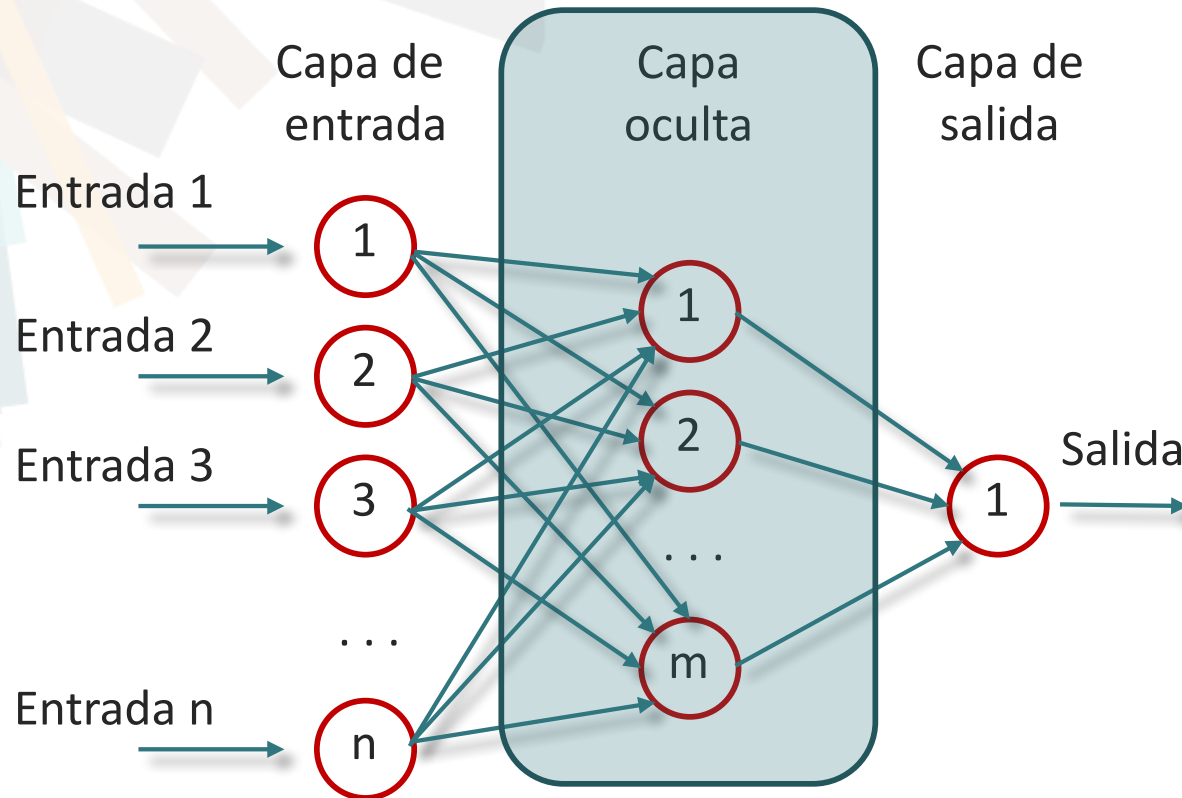 Capa de
entrada
Capa
oculta
Capa de
salida
Entrada 1
1
Entrada 2
2
Entrada 3
3
. . .
Entrada n
n
1
2
. . .
m
1
Salida